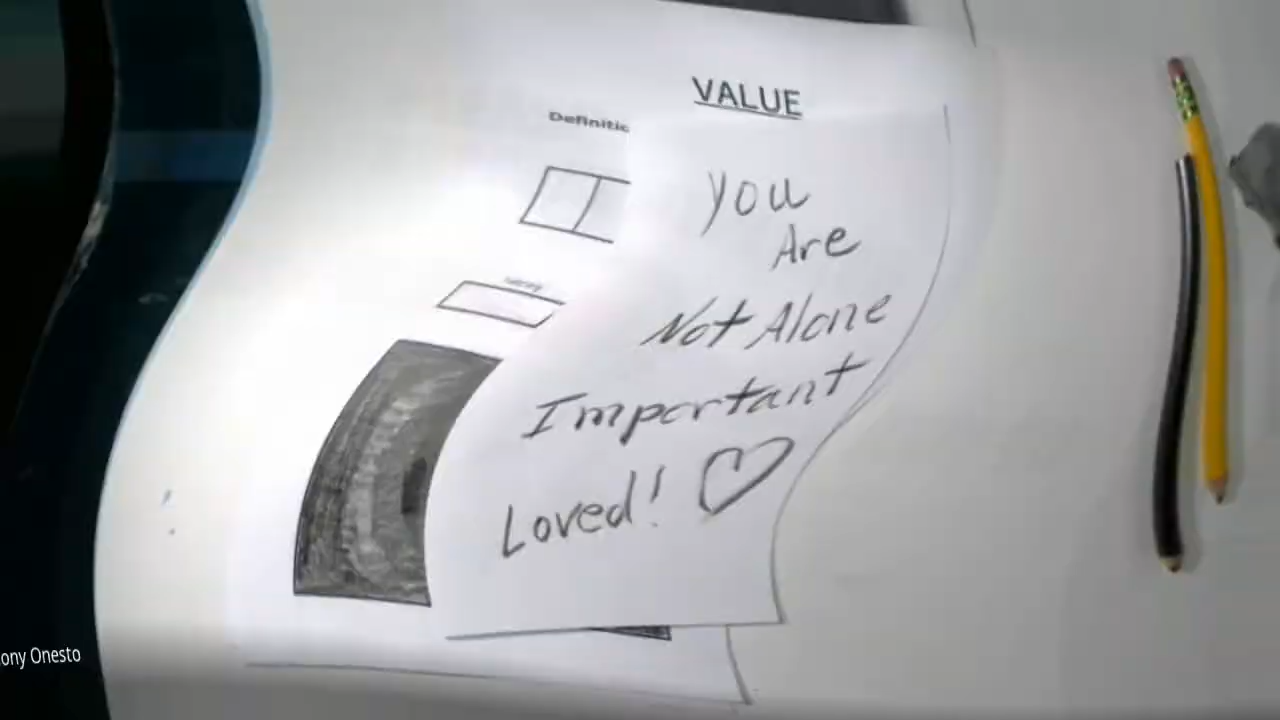 VALUE
Definitic
You
Are
Not Alone
Important
Loved!
ony Onesto